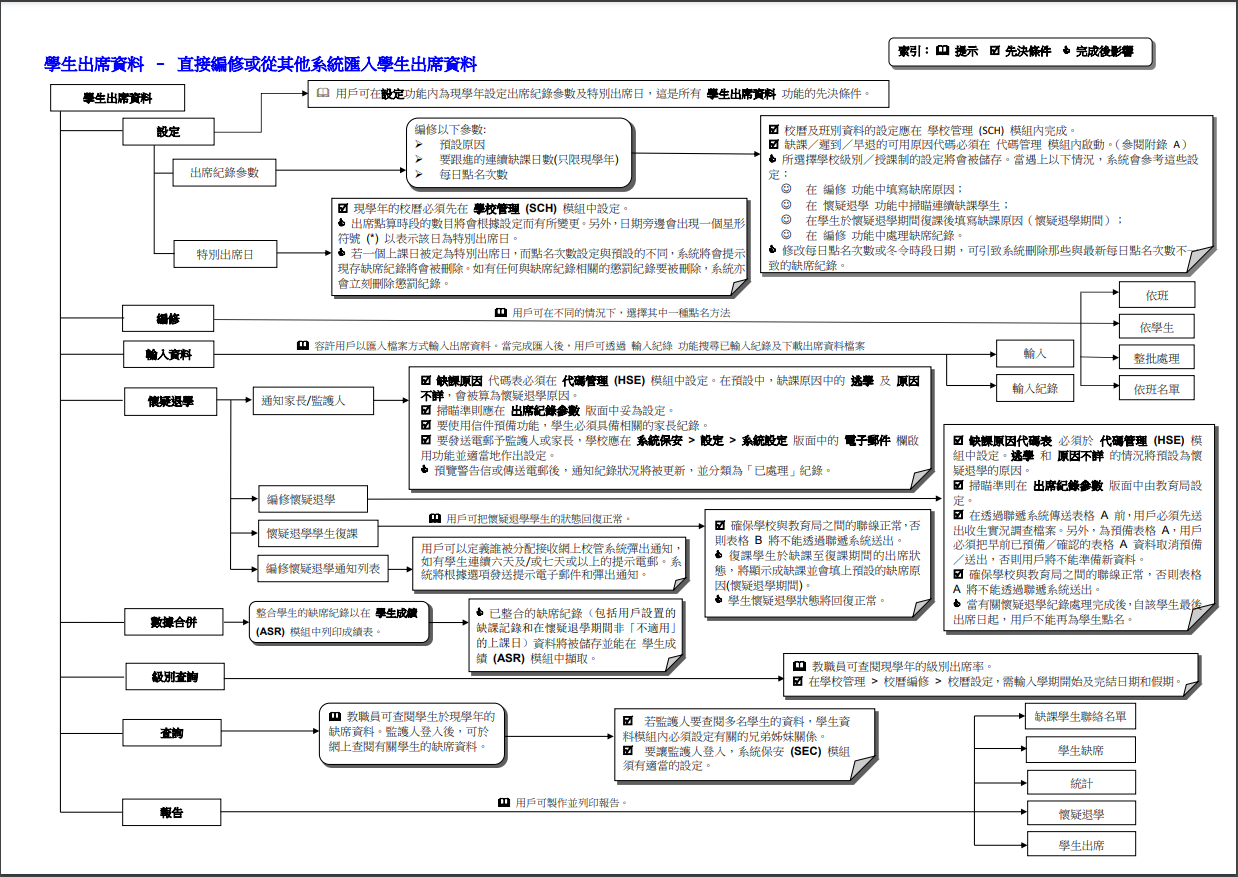 索引： 🕮 提示 ☑ 先決條件 👍 完成後影響
學生出席資料 – 直接編修或從其他系統匯入學生出席資料
學生出席資料
🕮 用戶可在設定功能內為現學年設定出席紀錄參數及特別出席日，這是所有 學生出席資料 功能的先決條件。
設定
出席紀錄參數
編修以下參數:
➢ 預設原因
➢ 要跟進的連續缺課日數(只限現學年)
➢ 每日點名次數
☑ 校曆及班別資料的設定應在 學校管理 (SCH) 模組內完成。
☑ 缺課／遲到／早退的可用原因代碼必須在 代碼管理 模組內啟動。(參閱附錄 A)
👍 所選擇學校級別／授課制的設定將會被儲存。當遇上以下情況，系統會參考這些設
定：
☺ 在 編修 功能中填寫缺席原因；
☺ 在 懷疑退學 功能中掃瞄連續缺課學生；
☺ 在學生於懷疑退學期間復課後填寫缺課原因（懷疑退學期間）；
☺ 在 編修 功能中處理缺席紀錄。
👍 修改每日點名次數或冬令時段日期，可引致系統刪除那些與最新每日點名次數不一
致的缺席紀錄。
特別出席日
☑ 現學年的校曆必須先在 學校管理 (SCH) 模組中設定。
👍 出席點算時段的數目將會根據設定而有所變更。另外，日期旁邊會出現一個星形
符號 (*) 以表示該日為特別出席日。
👍 若一個上課日被定為特別出席日，而點名次數設定與預設的不同，系統將會提示
現存缺席紀錄將會被刪除。如有任何與缺席紀錄相關的懲罰紀錄要被刪除，系統亦
會立刻刪除懲罰紀錄。
編修
🕮 用戶可在不同的情況下，選擇其中一種點名方法
依班
依學生
整批處理
依班名單
輸入資料
🕮 容許用戶以匯入檔案方式輸入出席資料。當完成匯入後，用戶可透過 輸入紀錄 功能搜尋已輸入紀錄及下載出席資料檔案
輸入
輸入紀錄
懷疑退學
通知家長/監護人
☑ 缺課原因 代碼表必須在 代碼管理 (HSE) 模組中設定。在預設中，缺課原因中的 逃學 及 原因
不詳，會被算為懷疑退學原因。
☑ 掃瞄準則應在 出席紀錄參數 版面中妥為設定。
☑ 要使用信件預備功能，學生必須具備相關的家長紀錄。
☑ 要發送電郵予監護人或家長，學校應在 系統保安 > 設定 > 系統設定 版面中的 電子郵件 欄啟
用功能並適當地作出設定。
👍 預覽警告信或傳送電郵後，通知紀錄狀況將被更新，並分類為「已處理」紀錄。
編修懷疑退學
☑ 缺課原因代碼表 必須於 代碼管理 (HSE) 模
組中設定。逃學 和 原因不詳 的情況將預設為懷
疑退學的原因。
☑ 掃瞄準則在 出席紀錄參數 版面中由教育局設
定。
☑ 在透過聯遞系統傳送表格 A 前，用戶必須先送
出收生實況調查檔案。另外，為預備表格 A，用戶
必須把早前已預備／確認的表格 A 資料取消預備
／送出，否則用戶將不能準備新資料。
☑ 確保學校與教育局之間的聯線正常，否則表格
A 將不能透過聯遞系統送出。
👍 當有關懷疑退學紀錄處理完成後，自該學生最後
出席日起，用戶不能再為學生點名。
懷疑退學學生復課
🕮 用戶可把懷疑退學學生的狀態回復正常。
☑ 確保學校與教育局之間的聯線正常，否
則表格 B 將不能透過聯遞系統送出。
👍 復課學生於缺課至復課期間的出席狀
態，將顯示成缺課並會填上預設的缺席原
因(懷疑退學期間)。
👍 學生懷疑退學狀態將回復正常。
編修懷疑退學通知列表
用戶可以定義誰被分配接收網上校管系統彈出通知，
如有學生連續六天及/或七天或以上的提示電郵。系
統將根據選項發送提示電子郵件和彈出通知。
數據合併
整合學生的缺席紀錄以在 學生成績
(ASR) 模組中列印成績表。
👍 已整合的缺席紀錄（包括用戶設置的
缺課記錄和在懷疑退學期間非「不適用」
的上課日）資料將被儲存並能在 學生成
績 (ASR) 模組中擷取。
級別查詢
🕮 教職員可查閱現學年的級別出席率。
☑ 在學校管理 > 校曆編修 > 校曆設定，需輸入學期開始及完結日期和假期。
查詢
🕮 教職員可查閱學生於現學年的
缺席資料。監護人登入後，可於
網上查閱有關學生的缺席資料。
☑ 若監護人要查閱多名學生的資料，學生資
料模組內必須設定有關的兄弟姊妹關係。
☑ 要讓監護人登入，系統保安 (SEC) 模組
須有適當的設定。
報告
🕮 用戶可製作並列印報告。
缺課學生聯絡名單
學生缺席
統計
懷疑退學
學生出席